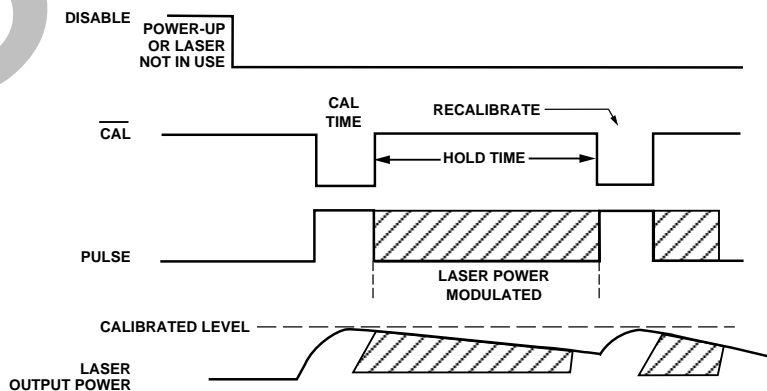 DISABLE
POWER-UP
OR LASER
NOT IN USE
CAL
TIME
RECALIBRATE
CAL
HOLD TIME
PULSE
LASER POWER
MODULATED
CALIBRATED LEVEL
LASER
OUTPUT POWER